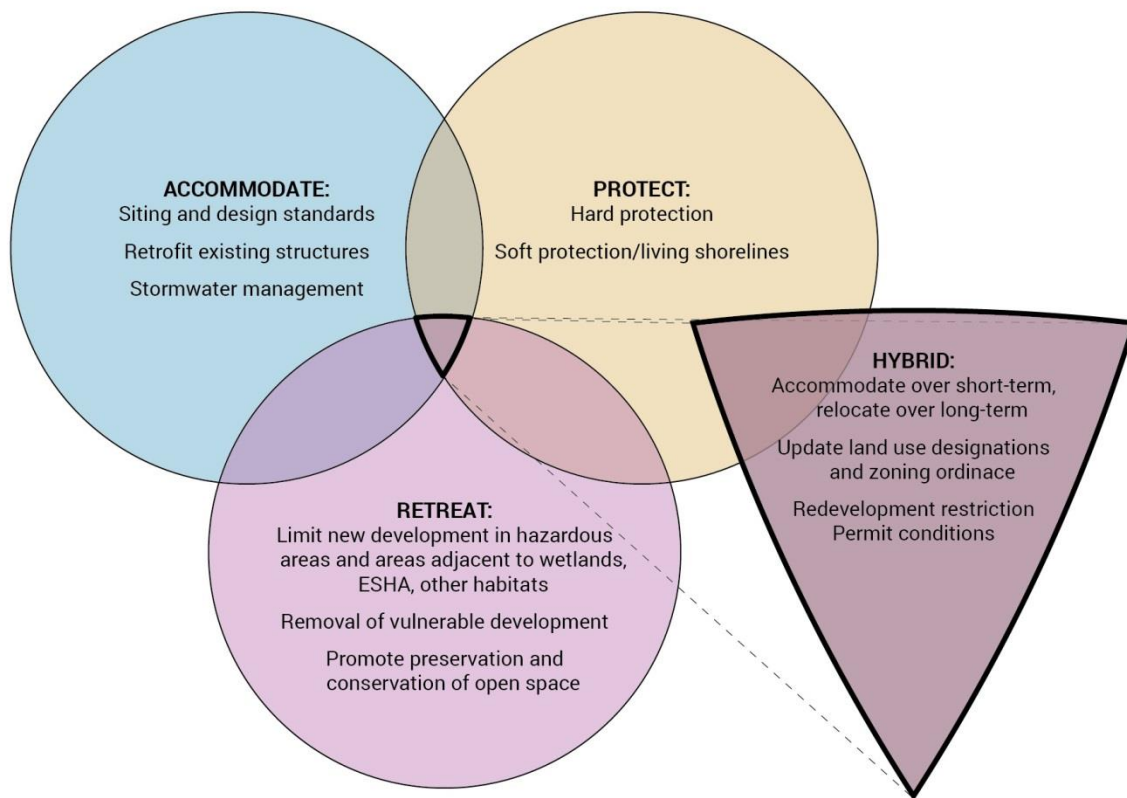 ACCOMMODATE:
Siting and design standards
Retrofit existing structures
Stormwater management
PROTECT:
Hard protection
Soft protection/living shorelines
HYBRID:
Accommodate over short-term,
relocate over long-term
Update land use designations
and zoning ordinace
Redevelopment restriction
Permit conditions
RETREAT:
Limit new development in hazardous
areas and areas adjacent to wetlands,
ESHA, other habitats
Removal of vulnerable development
Promote preservation and
conservation of open space